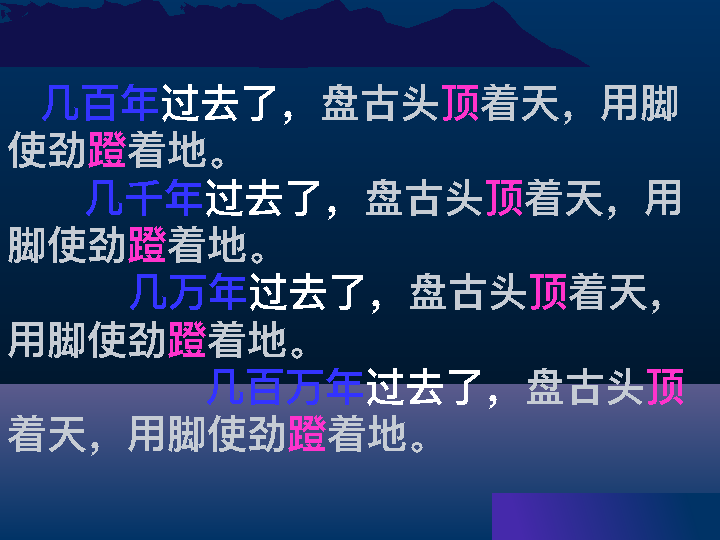 几百年过去了，盘古头顶着天，用脚
使劲蹬着地。
几千年过去了，盘古头顶着天，用
脚使劲蹬着地。
几万年过去了，盘古头顶着天，
用脚使劲蹬着地。
几百万年过去了，盘古头顶
着天，用脚使劲蹬着地。